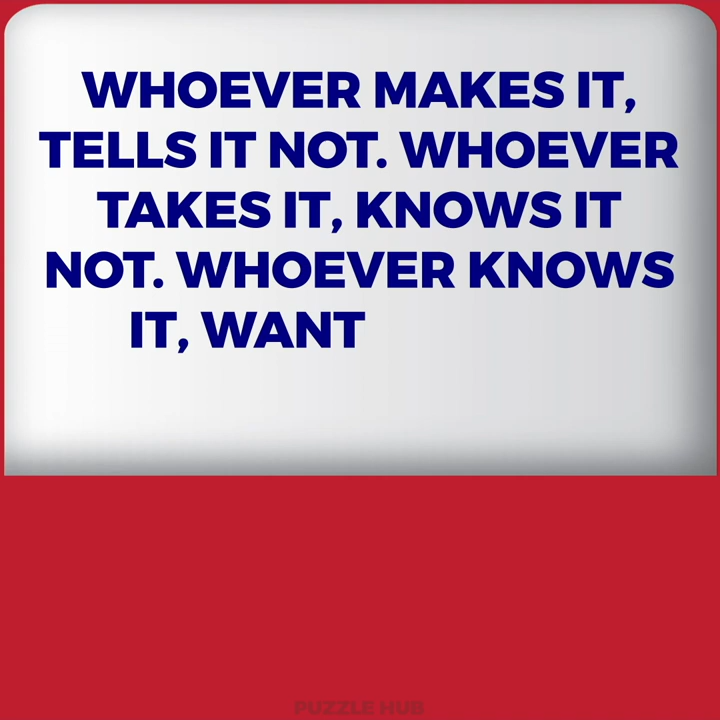 WHOEVER MAKES IT,
TELLS IT NOT. WHOEVER
TAKES IT, KNOWS IT
NOT. WHOEVER KNOWS
IT, WANT
PUZZLE HUB